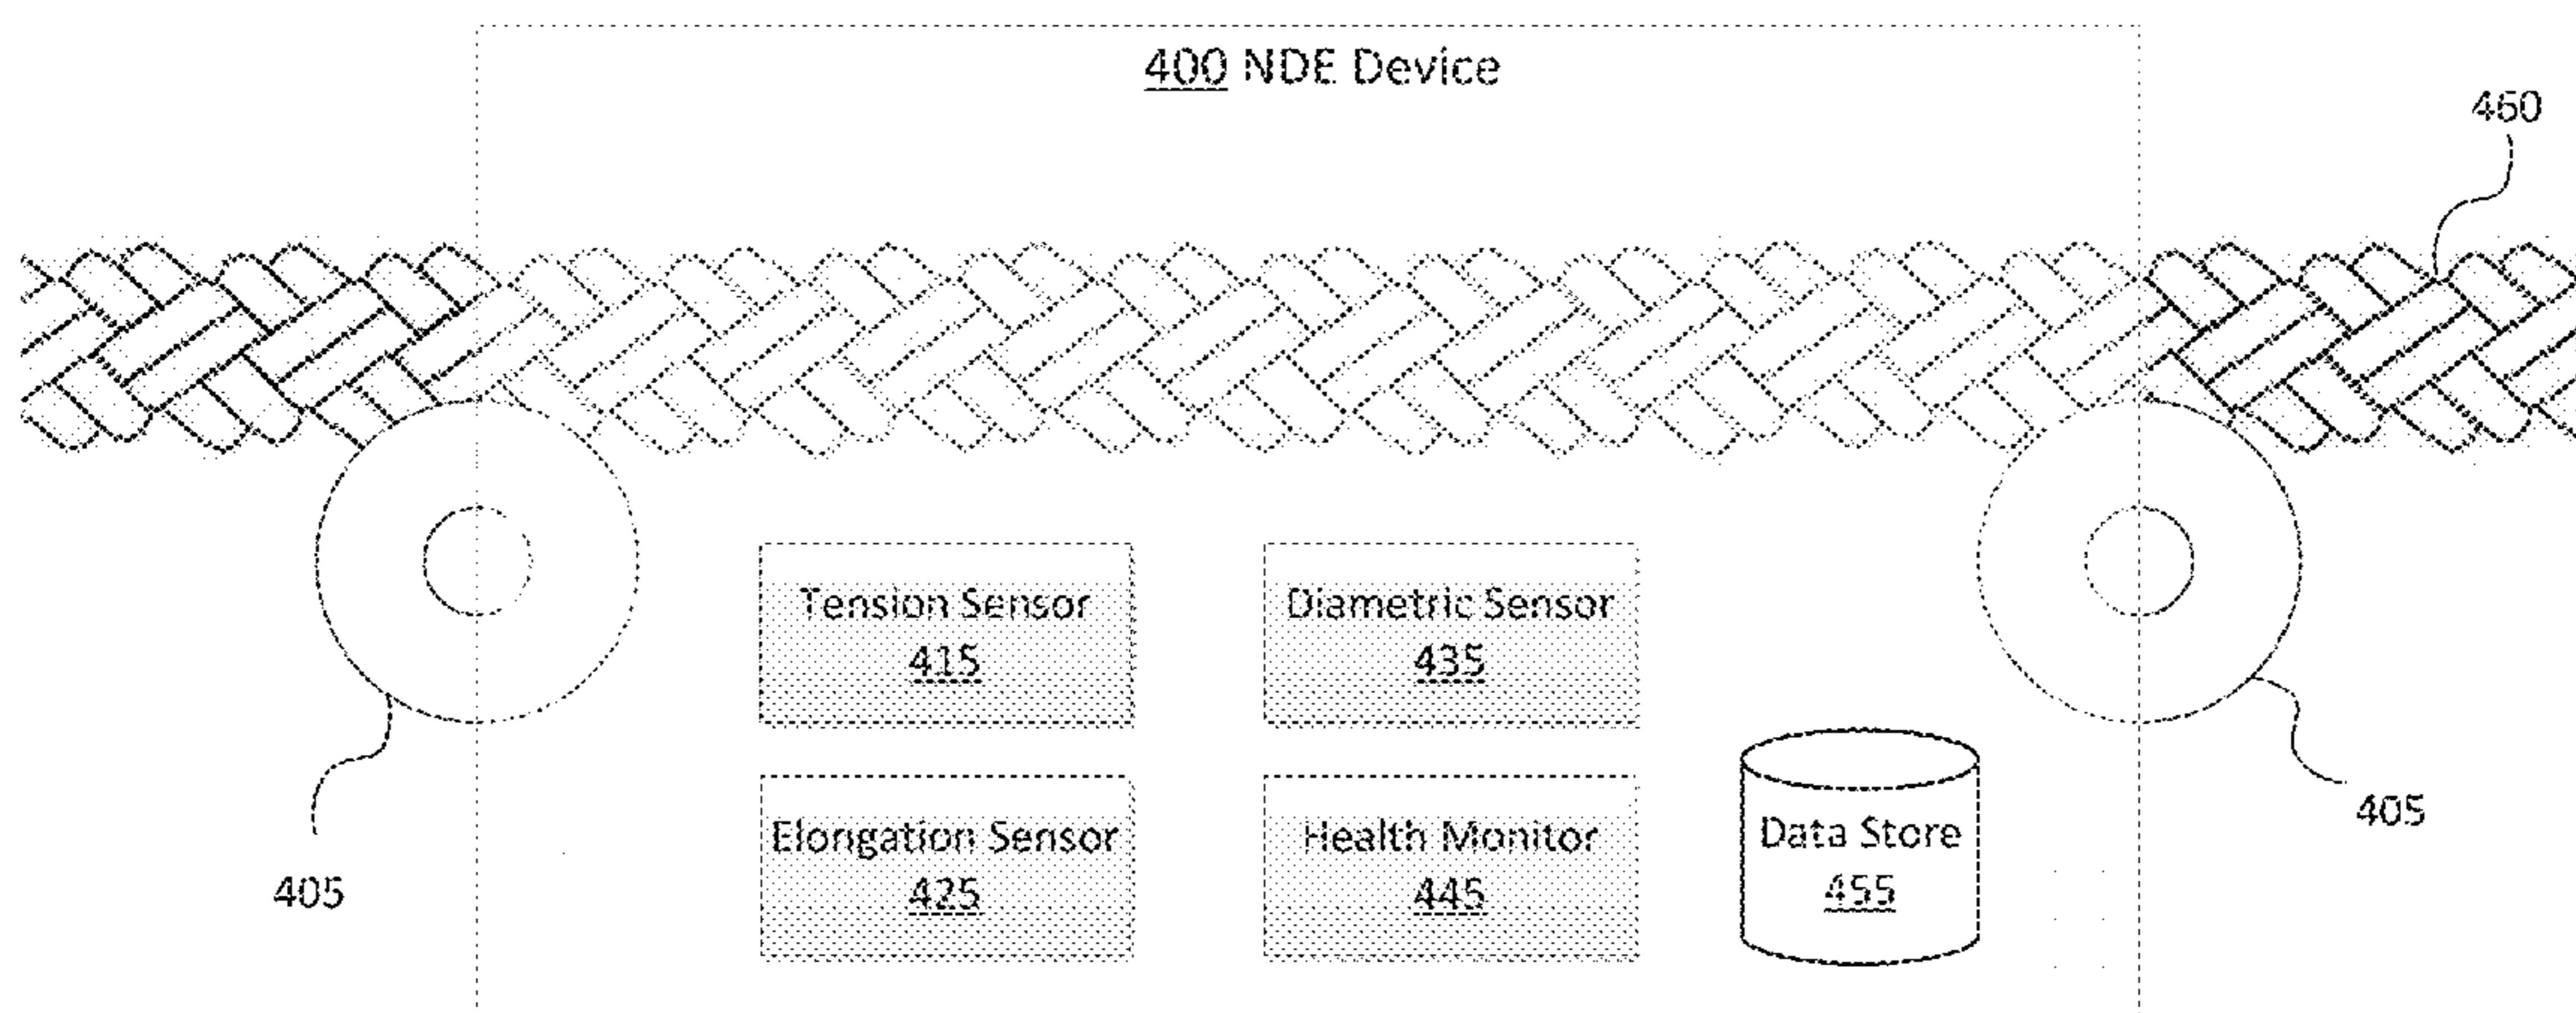 400 NDE Device
460
Tension Sensor
415
Diametric Sensor
435
Elongation Sensor
425
Health Monitor
445
Data Store
455
405
405